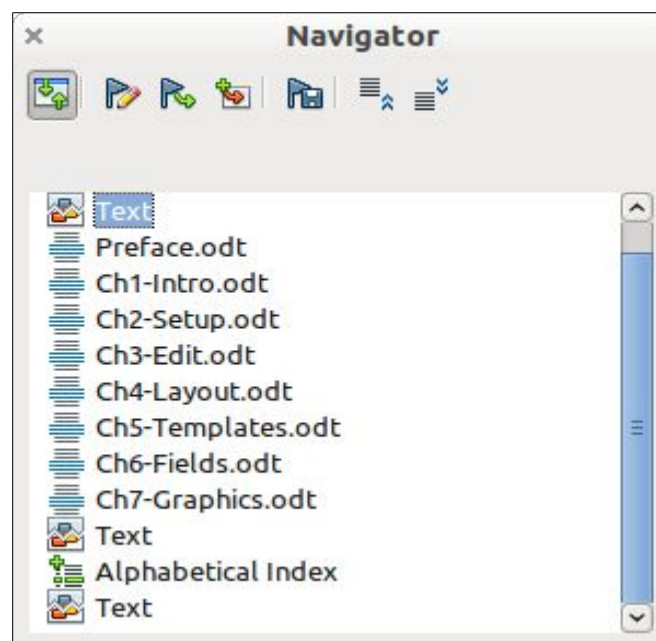 Navigator
Text
Preface.odt
Ch1-Intro.odt
Ch2-Setup.odt
Ch3-Edit.odt
Ch4-Layout.odt
Ch5-Templates.odt
Ch6-Fields.odt
Ch7-Graphics.odt
Text
Alphabetical Index
Text